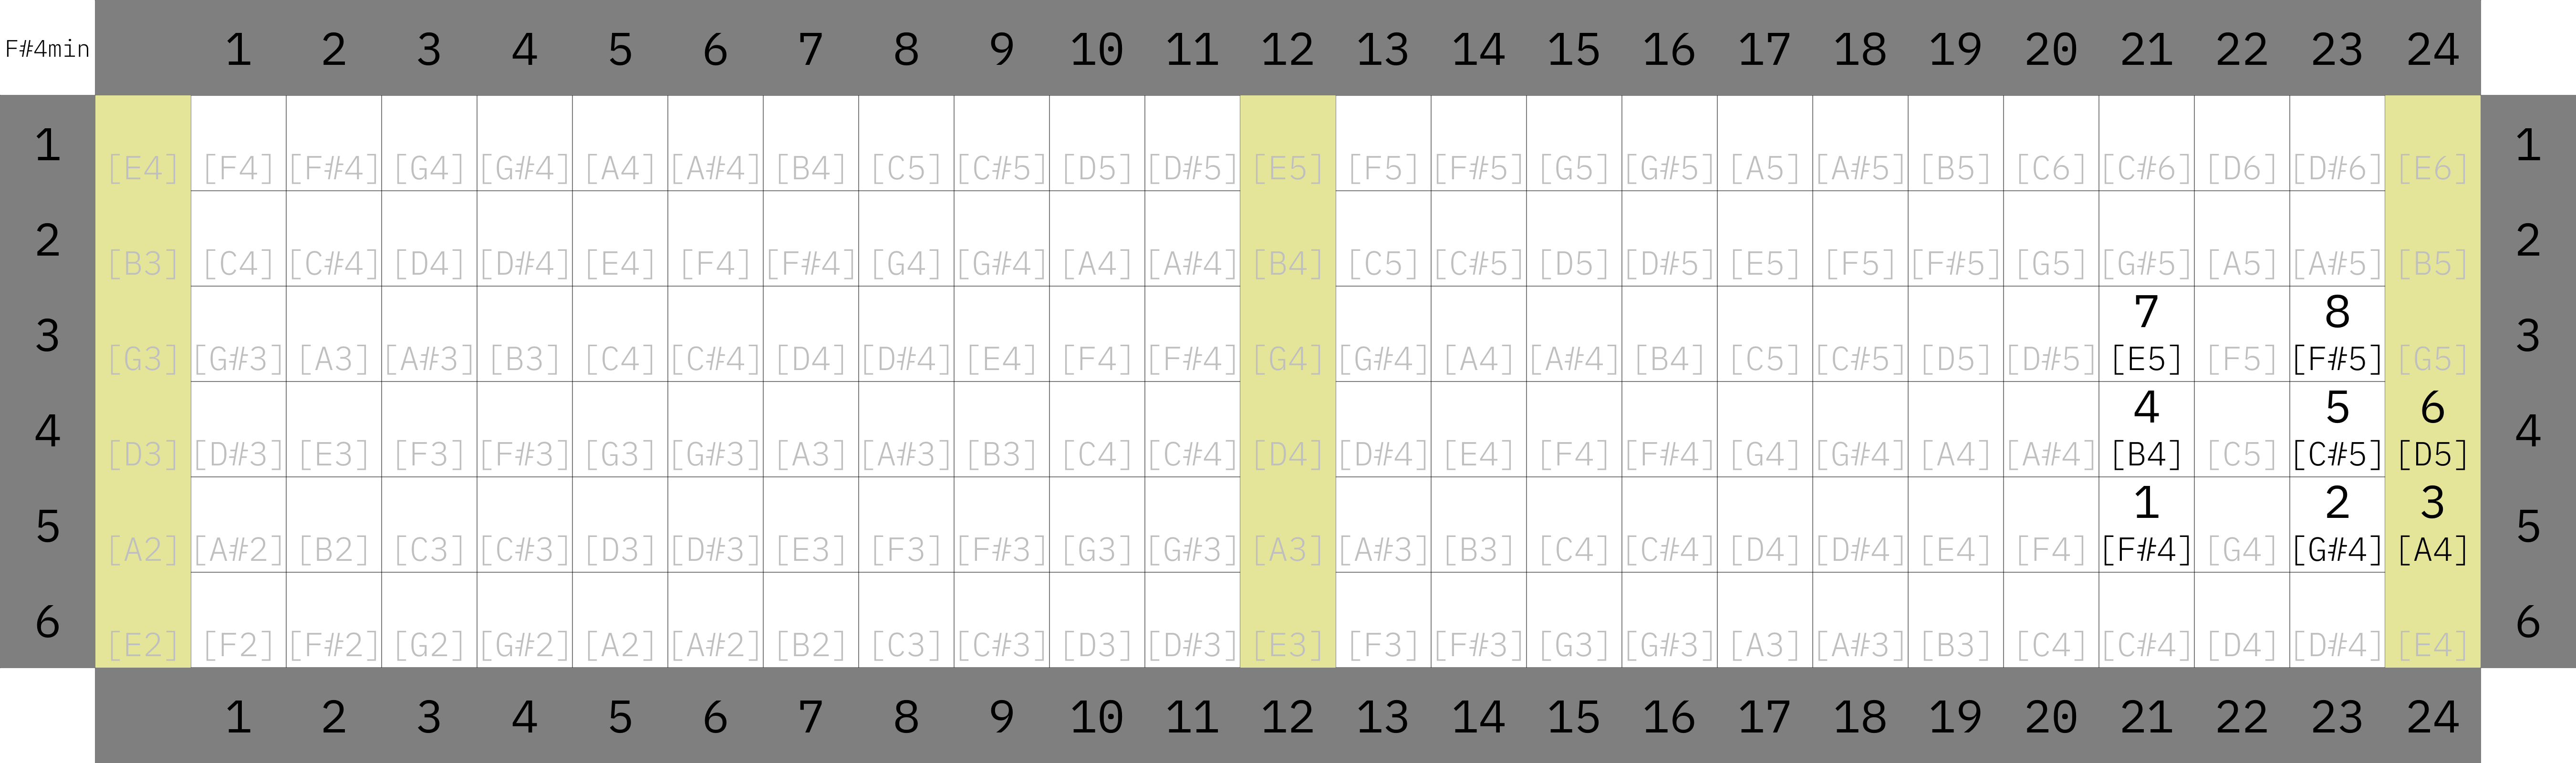 F#4min 1 2 3 4 5 6 7 8 9 10 11 12 13 14 15 16 17 18 19 20 21 22 23 24
1 [E4] [F4] [F#4] [G4] [G#4] [A4] [A#4] [B4] [C5] [C#5] [D5] [D#5] [E5] [F5] [F#5] [G5] [G#5] [A5] [A#5] [B5] [C6] [C#6] [D6] [D#6] [E6] 1
2 [B3] [C4] [C#4] [D4] [D#4] [E4] [F4] [F#4] [G4] [G#4] [A4] [A#4] [B4] [C5] [C#5] [D5] [D#5] [E5] [F5] [F#5] [G5] [G#5] [A5] [A#5] [B5] 2
7 8
3 [G3] [G#3] [A3] [A#3] [B3] [C4] [C#4] [D4] [D#4] [E4] [F4] [F#4] [G4] [G#4] [A4] [A#4] [B4] [C5] [C#5] [D5] [D#5] [E5] [F5] [F#5] [G5] 3
4 5 6
4 [D3] [D#3] [E3] [F3] [F#3] [G3] [G#3] [A3] [A#3] [B3] [C4] [C#4] [D4] [D#4] [E4] [F4] [F#4] [G4] [G#4] [A4] [A#4] [B4] [C5] [C#5] [D5] 4
1 2 3
5 [A2] [A#2] [B2] [C3] [C#3] [D3] [D#3] [E3] [F3] [F#3] [G3] [G#3] [A3] [A#3] [B3] [C4] [C#4] [D4] [D#4] [E4] [F4] [F#4] [G4] [G#4] [A4] 5
6 [E2] [F2] [F#2] [G2] [G#2] [A2] [A#2] [B2] [C3] [C#3] [D3] [D#3] [E3] [F3] [F#3] [G3] [G#3] [A3] [A#3] [B3] [C4] [C#4] [D4] [D#4] [E4] 6
1 2 3 4 5 6 7 8 9 10 11 12 13 14 15 16 17 18 19 20 21 22 23 24